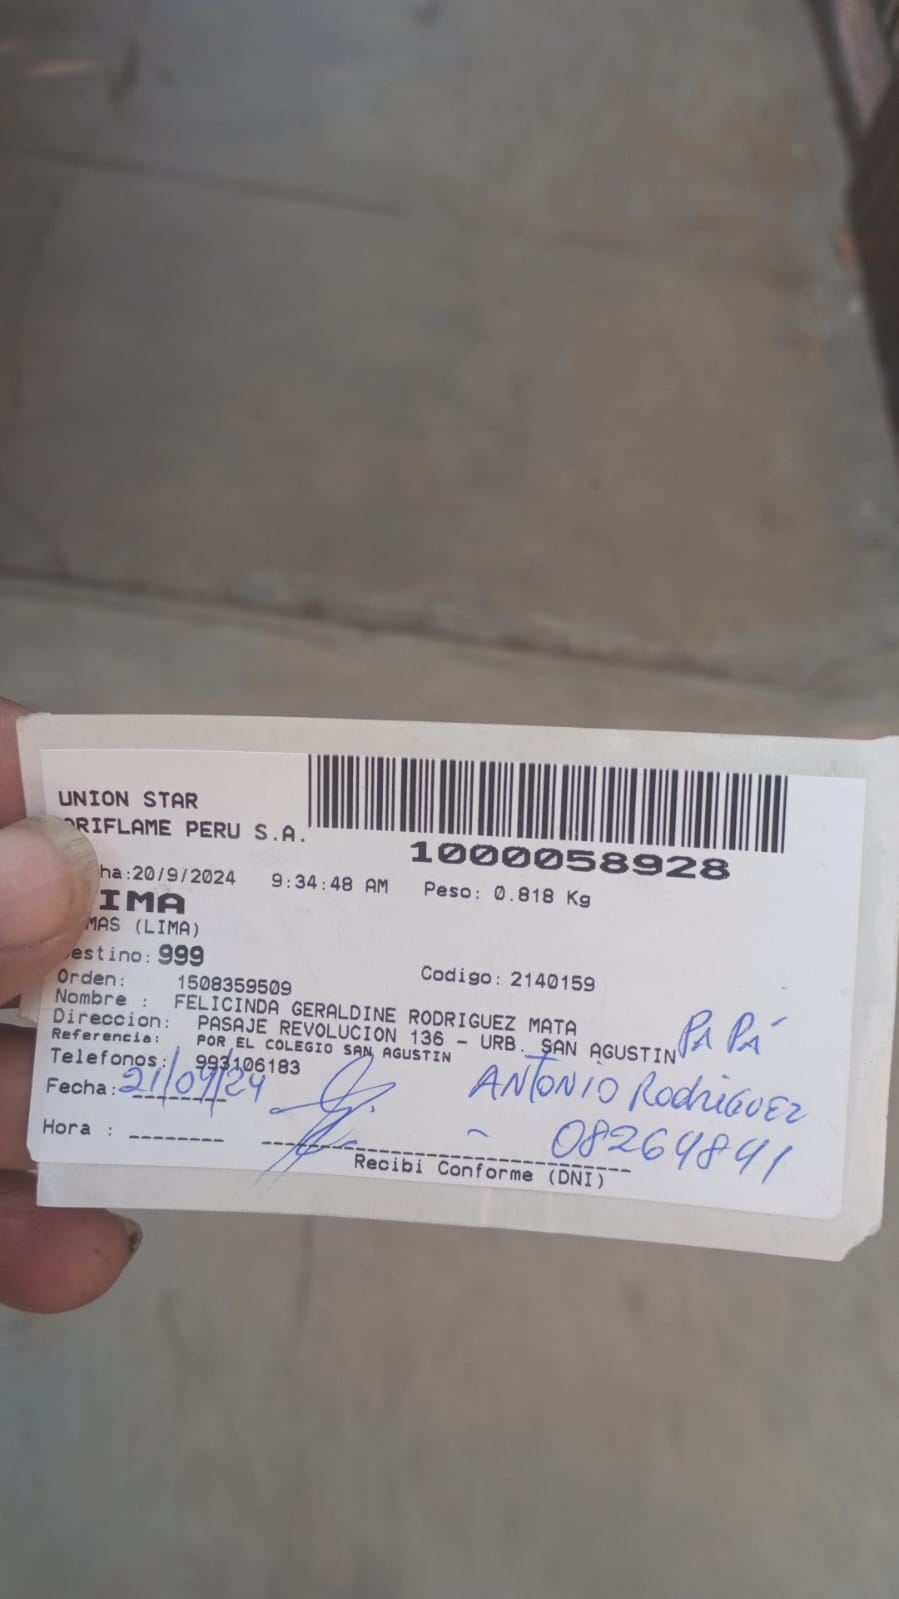 UNION STAR
ORIFLAME PERU S.A.
1000058928
ha:20/9/2024 9:34:48 AM Peso: 0.818 Kg
IMA
MAS (LIMA)
estino: 999
Orden: 1508359509 Codigo: 2140159
Nombre : FELICINDA GERALDINE RODRIGUEZ MATA
Direccion: PASAJE REVOLUCION 136 - URB. SAN AGUSTIN PAPÁ
Referencia: POR EL COLEGIO SAN AGUSTIN
Telefonos: 993106183 ANTONIO RodRiGUEZ
Fecha: 21/09/24
Hora : 08264841
Recibi Conforme (DNI)